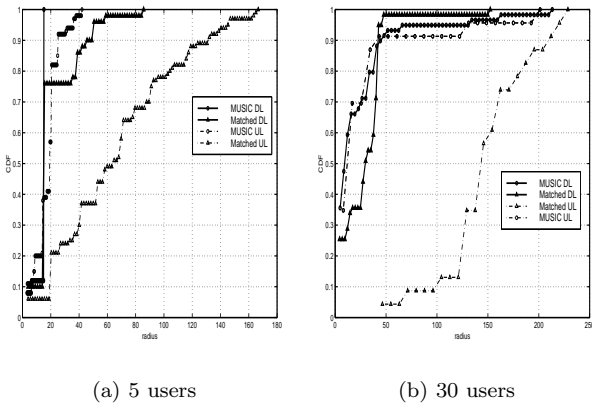 1
0.9
0.8
0.7
0.6
0.5
0.4
0.3
0.2
0.1
0
CDF
0 20 40 60 80 100 120 140 160 180
radius
MUSIC DL
Matched DL
MUSIC UL
Matched UL
(a) 5 users
1
0.9
0.8
0.7
0.6
0.5
0.4
0.3
0.2
0.1
0
CDF
0 50 100 150 200 250
radius
MUSIC DL
Matched DL
MUSIC UL
Matched UL
(b) 30 users